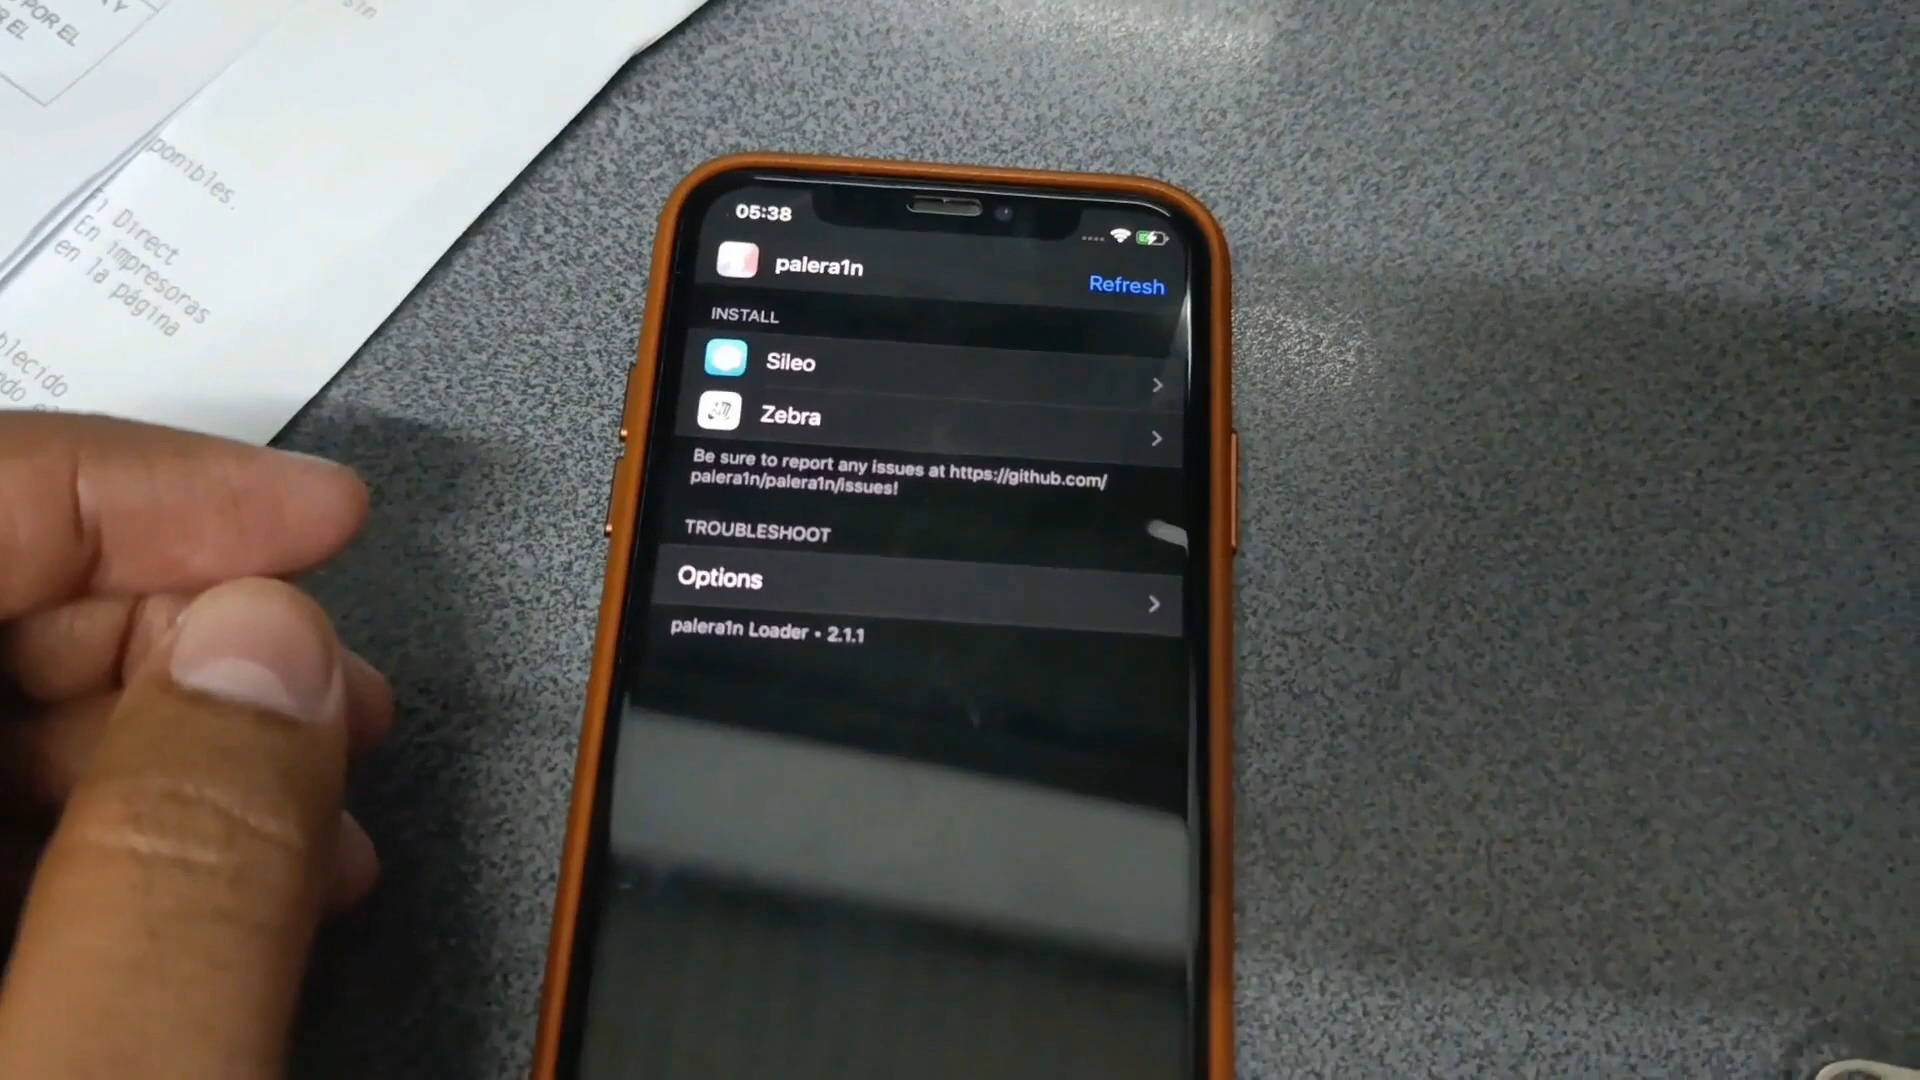 POR EL
R EL
ponibles.
Direct
En impresoras
en la página
blecido
05:38
palera1n
Refresh
INSTALL
Sileo
Zebra
Be sure to report any issues at https://github.com/
palera1n/palera1n/issues!
TROUBLESHOOT
Options
palera1n Loader • 2.1.1